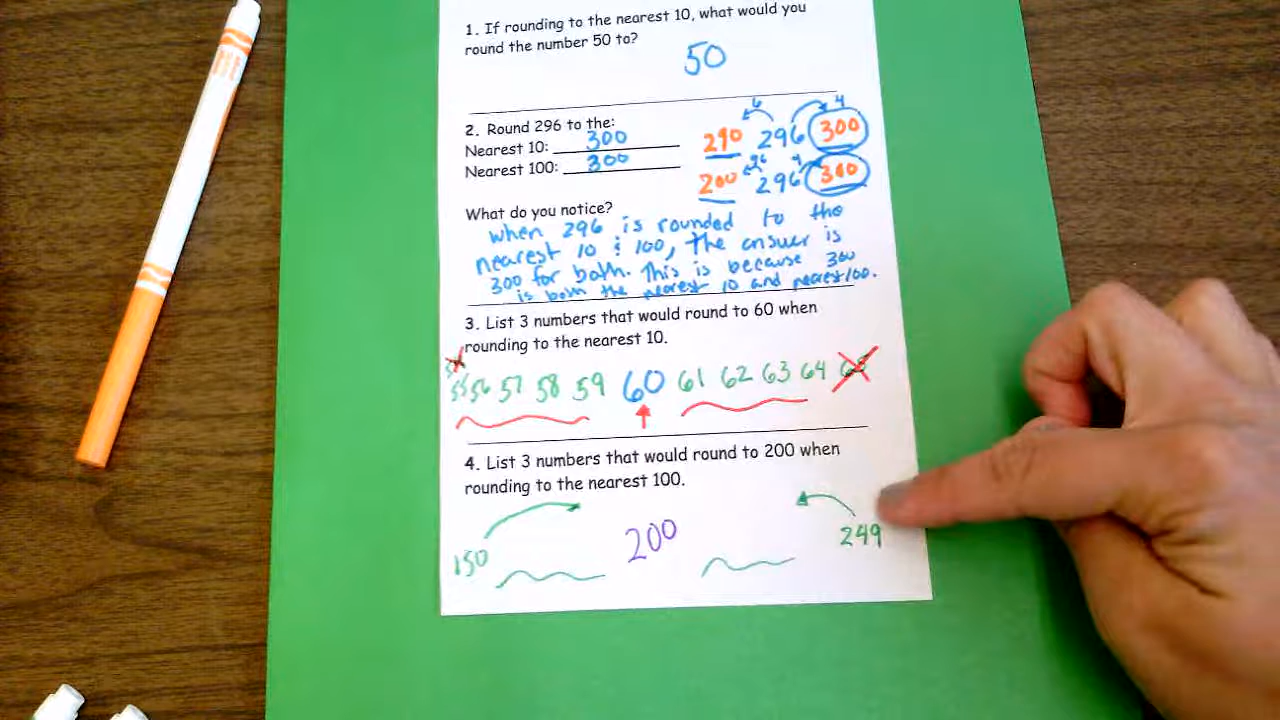 1. If rounding to the nearest 10, what would you
round the number 50 to?
50
2. Round 296 to the:
Nearest 10: 300
Nearest 100: 300
6 4
290 296 300
96 4
200 296 300
What do you notice?
When 296 is rounded to the
nearest 10 & 100, the answer is
300 for both. This is because 300
is both the nearest 10 and nearest 100.
3. List 3 numbers that would round to 60 when
rounding to the nearest 10.
55 56 57 58 59 60 61 62 63 64 65
4. List 3 numbers that would round to 200 when
rounding to the nearest 100.
150 200 249